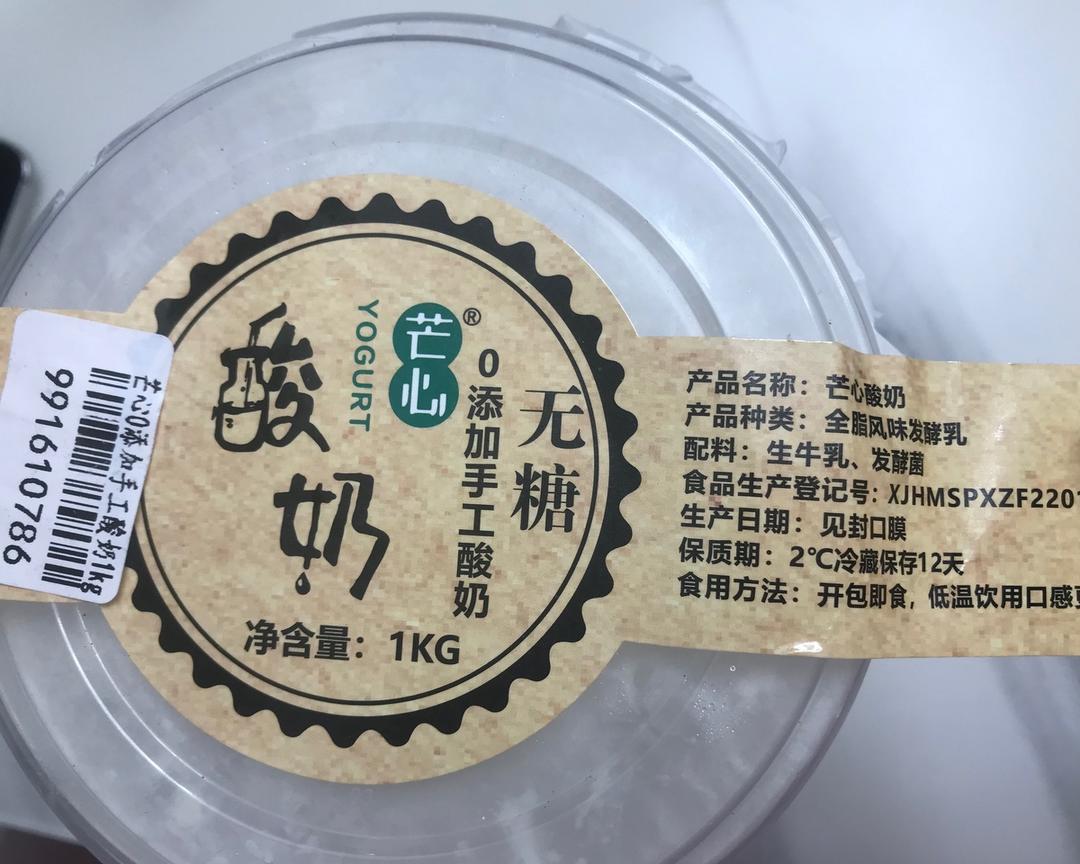 芒心0添加手工酸奶1kg
991610786
芒心®
YOGURT
酸奶
无糖
0添加手工酸奶
净含量：1KG
产品名称：芒心酸奶
产品种类：全脂风味发酵乳
配料：生牛乳、发酵菌
食品生产登记号：XJHMSPXZF2201
生产日期：见封口膜
保质期：2℃冷藏保存12天
食用方法：开包即食，低温饮用口感